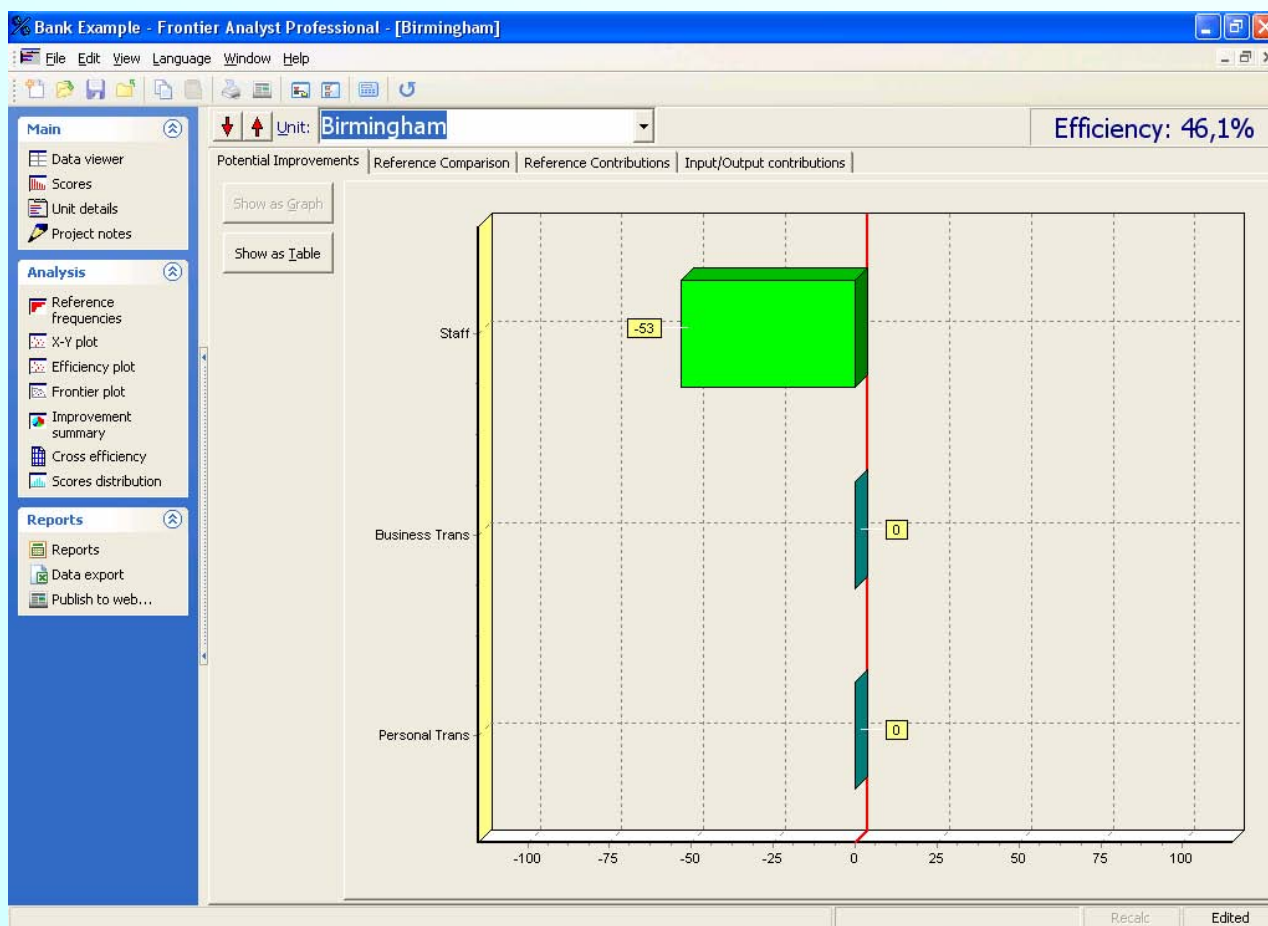 Bank Example - Frontier Analyst Professional - [Birmingham]
File Edit View Language Window Help
Main
Data viewer
Scores
Unit details
Project notes
Analysis
Reference
frequencies
X-Y plot
Efficiency plot
Frontier plot
Improvement
summary
Cross efficiency
Scores distribution
Reports
Reports
Data export
Publish to web...
Unit: Birmingham
Efficiency: 46,1%
Potential Improvements Reference Comparison Reference Contributions Input/Output contributions
Show as Graph
Show as Table
Staff
-53
Business Trans
0
Personal Trans
0
-100 -75 -50 -25 0 25 50 75 100
Recalc Edited